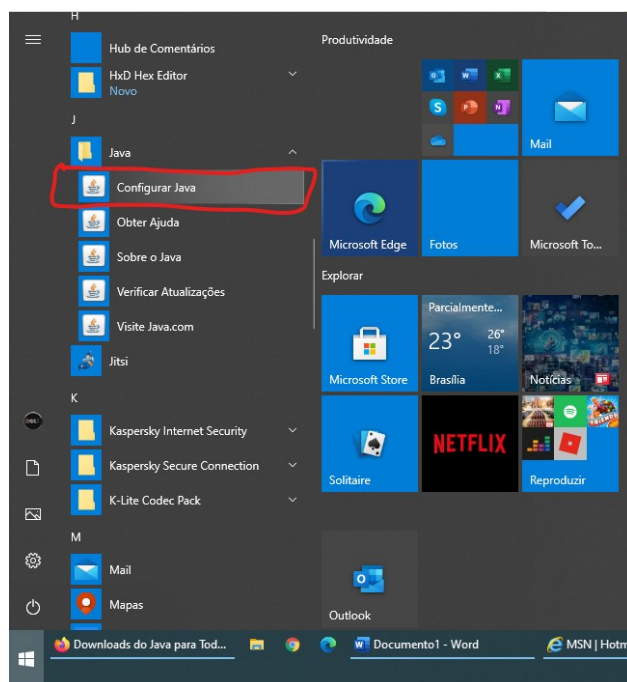 H
Hub de Comentários
HxD Hex Editor
Novo
J
Java
Configurar Java
Obter Ajuda
Sobre o Java
Verificar Atualizações
Visite Java.com
Jitsi
K
Kaspersky Internet Security
Kaspersky Secure Connection
K-Lite Codec Pack
M
Mail
Mapas
Produtividade
Mail
Microsoft Edge
Fotos
Microsoft To...
Explorar
Microsoft Store
Parcialmente...
23° 26°
18°
Brasília
Notícias
Solitaire
NETFLIX
Reproduzir
Outlook
Downloads do Java para Tod...
Documento1 - Word
MSN | Hotm